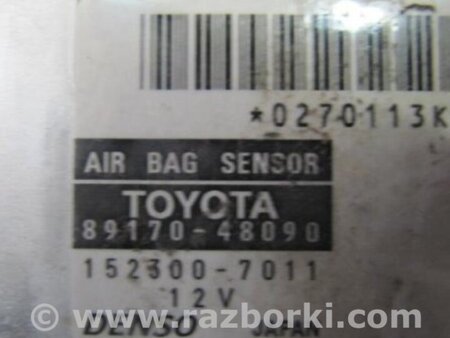 *0270113K
AIR BAG SENSOR
TOYOTA
89170-48090
152300-7011
12V
DENSO JAPAN
© www.razborki.com